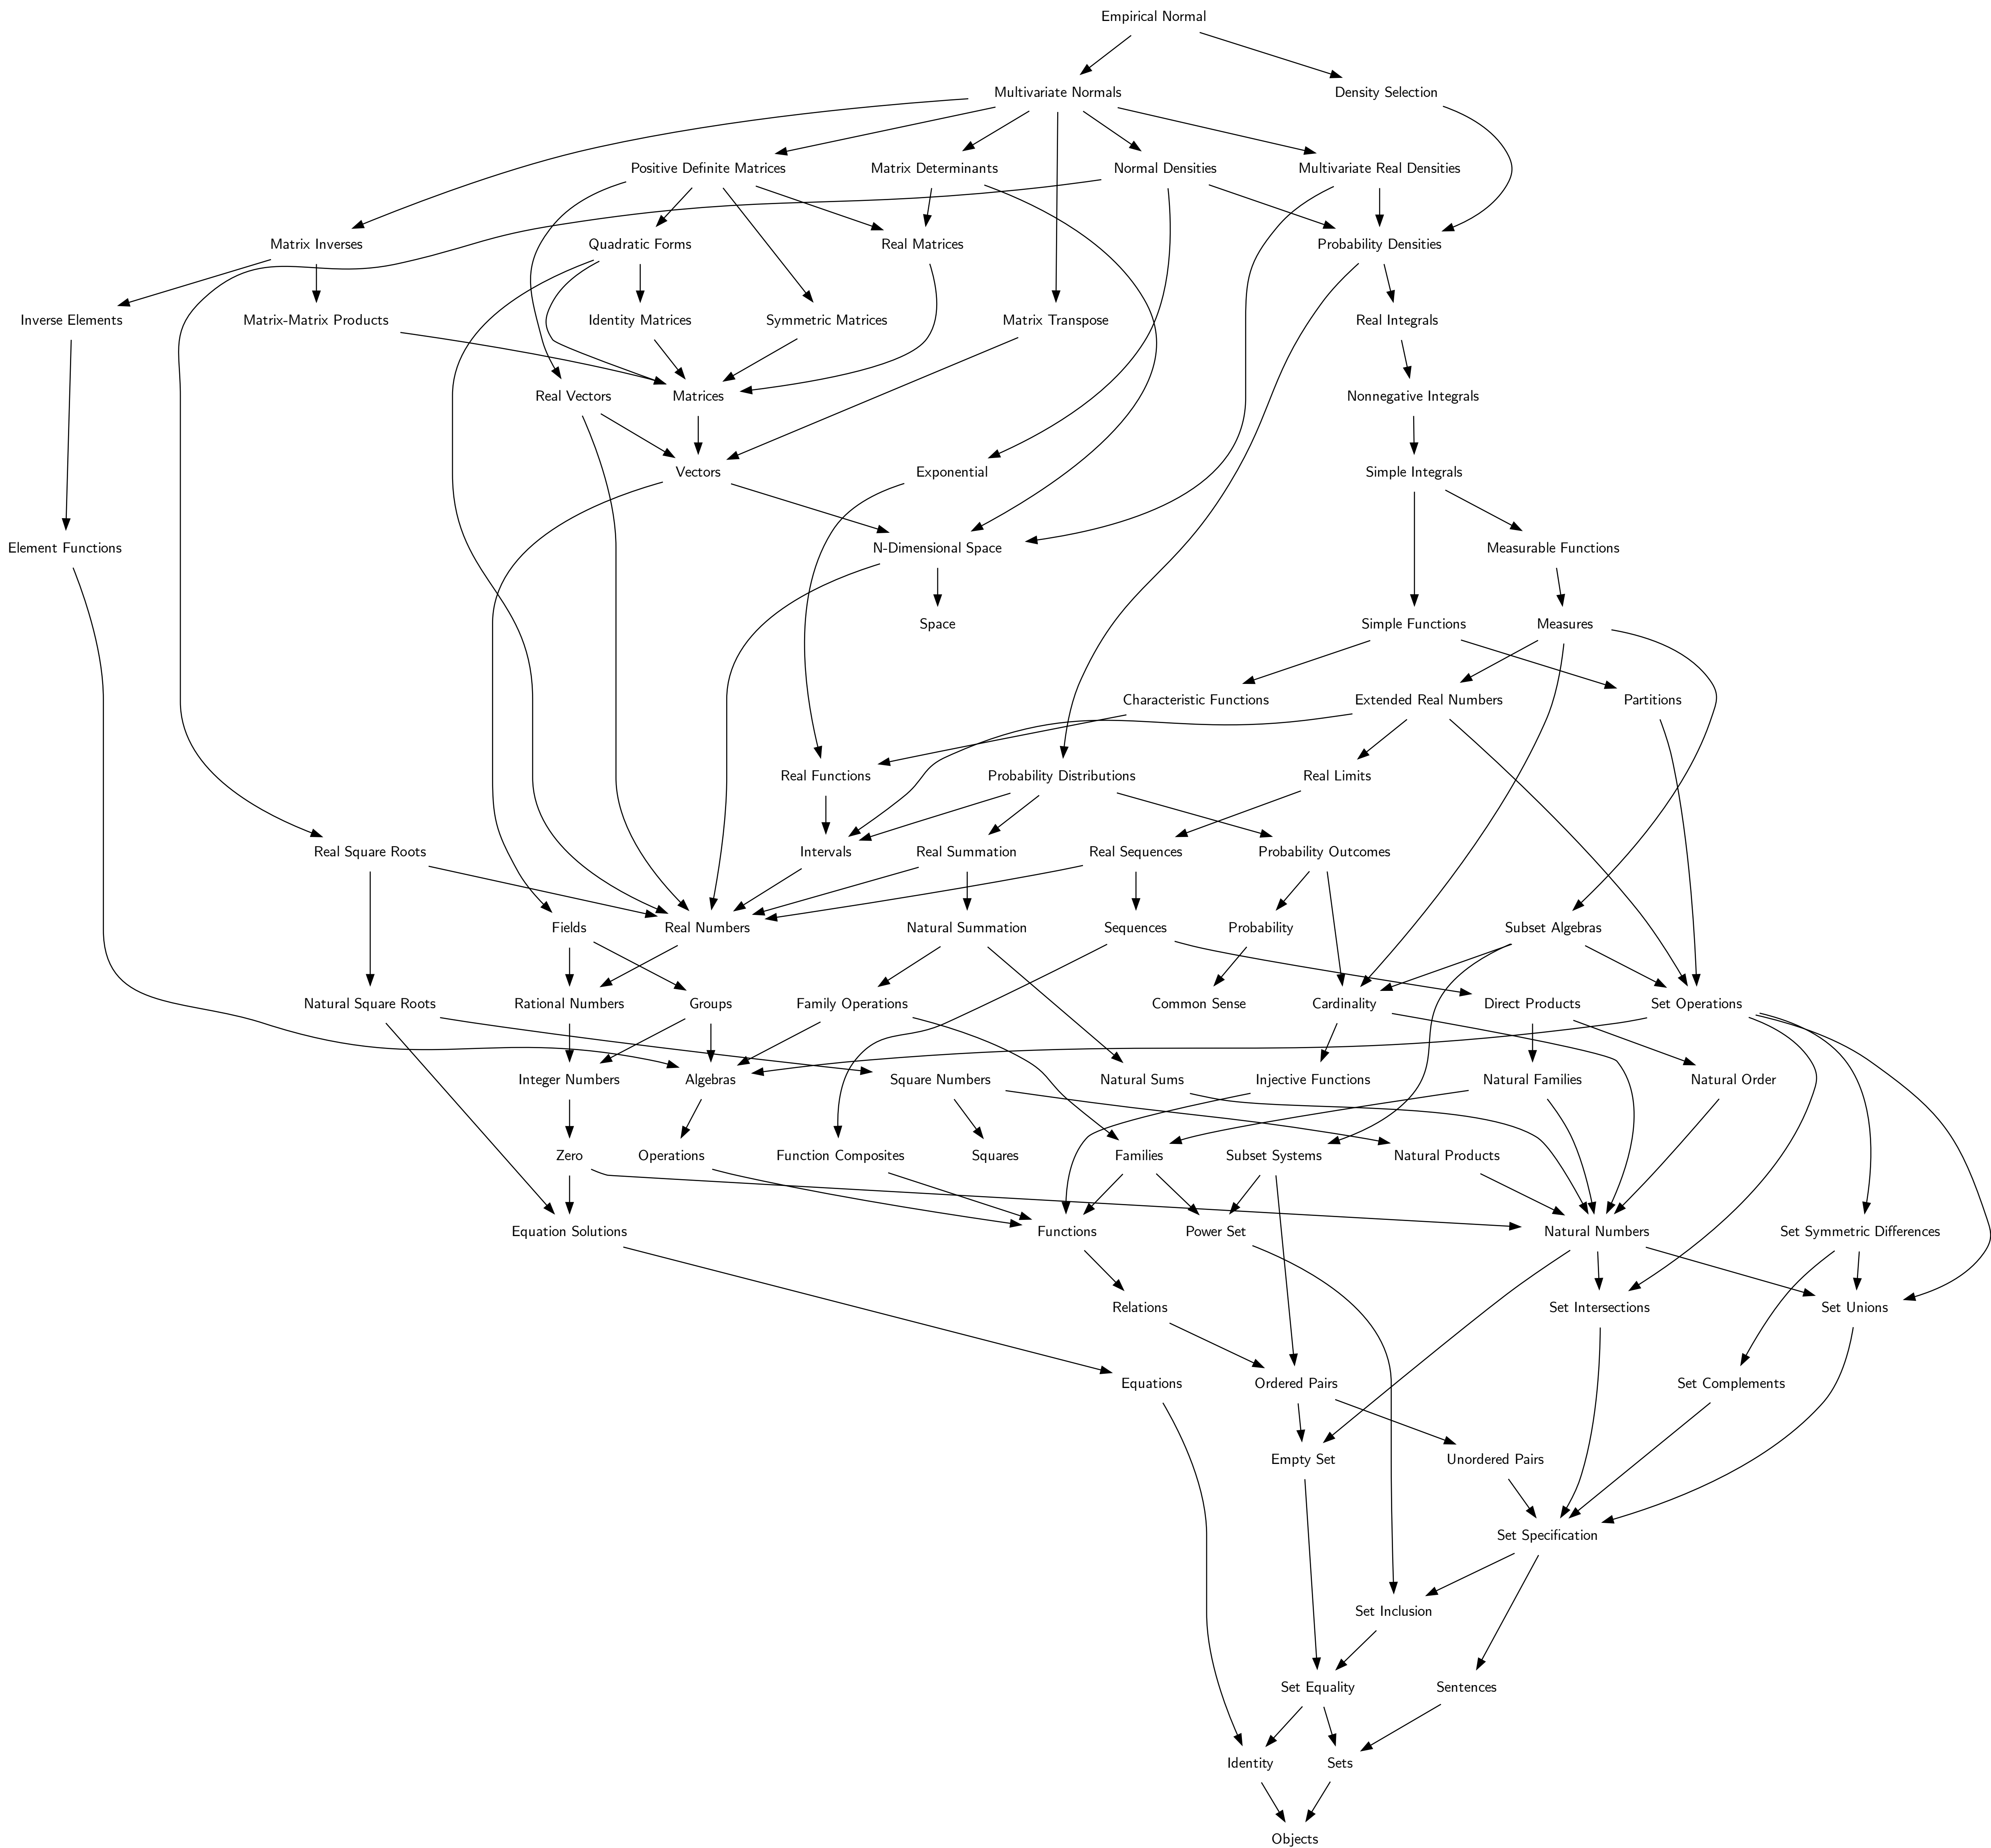 Empirical Normal
Multivariate Normals
Density Selection
Positive Definite Matrices
Matrix Determinants
Normal Densities
Multivariate Real Densities
Matrix Inverses
Quadratic Forms
Real Matrices
Probability Densities
Inverse Elements
Matrix-Matrix Products
Identity Matrices
Symmetric Matrices
Matrix Transpose
Real Integrals
Real Vectors
Matrices
Nonnegative Integrals
Vectors
Exponential
Simple Integrals
Element Functions
N-Dimensional Space
Measurable Functions
Space
Simple Functions
Measures
Characteristic Functions
Extended Real Numbers
Partitions
Real Functions
Probability Distributions
Real Limits
Real Square Roots
Intervals
Real Summation
Real Sequences
Probability Outcomes
Fields
Real Numbers
Natural Summation
Sequences
Probability
Subset Algebras
Natural Square Roots
Rational Numbers
Groups
Family Operations
Common Sense
Cardinality
Direct Products
Set Operations
Integer Numbers
Algebras
Square Numbers
Natural Sums
Injective Functions
Natural Families
Natural Order
Zero
Operations
Function Composites
Squares
Families
Subset Systems
Natural Products
Equation Solutions
Functions
Power Set
Natural Numbers
Set Symmetric Differences
Relations
Set Intersections
Set Unions
Equations
Ordered Pairs
Set Complements
Empty Set
Unordered Pairs
Set Specification
Set Inclusion
Set Equality
Sentences
Identity
Sets
Objects